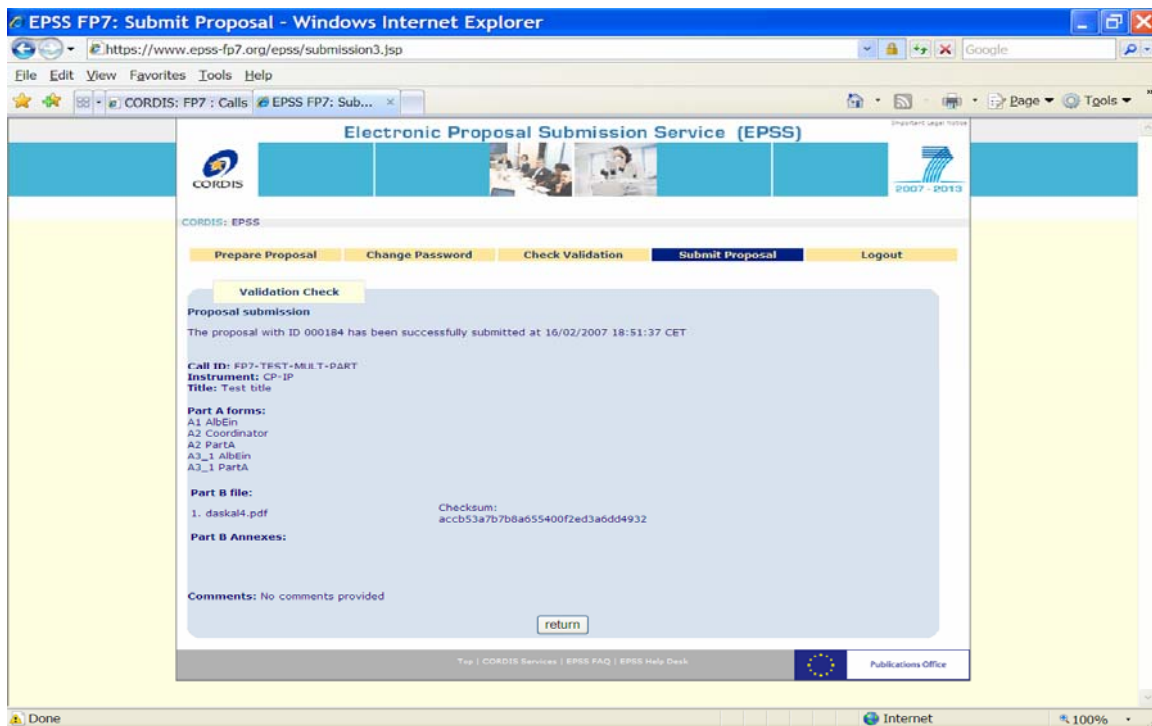 EPSS FP7: Submit Proposal - Windows Internet Explorer
https://www.epss-fp7.org/epss/submission3.jsp
Google
File Edit View Favorites Tools Help
CORDIS: FP7 : Calls
EPSS FP7: Sub...
Page
Tools
Important Legal Notice
Electronic Proposal Submission Service (EPSS)
CORDIS
2007 - 2013
CORDIS: EPSS
Prepare Proposal Change Password Check Validation Submit Proposal Logout
Validation Check
Proposal submission
The proposal with ID 000184 has been successfully submitted at 16/02/2007 18:51:37 CET
Call ID: FP7-TEST-MULT-PART
Instrument: CP-IP
Title: Test title
Part A forms:
A1 AlbEin
A2 Coordinator
A2 PartA
A3_1 AlbEin
A3_1 PartA
Part B file:
1. daskal4.pdf
Checksum:
accb53a7b7b8a655400f2ed3a6dd4932
Part B Annexes:
Comments: No comments provided
return
Top | CORDIS Services | EPSS FAQ | EPSS Help Desk
Publications Office
Done
Internet
100%